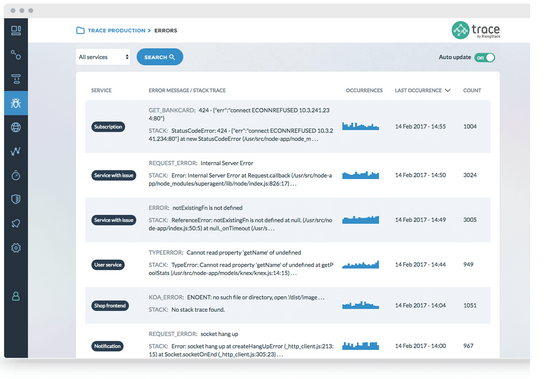 TRACE PRODUCTION > ERRORS
trace
by RisingStack
All services
SEARCH
Auto update
on
SERVICE
ERROR MESSAGE / STACK TRACE
OCCURRENCES
LAST OCCURRENCE
COUNT
Subscription
GET_BANKCARD: 424 - {"err":"connect ECONNREFUSED 10.3.241.23
4:80"}
STACK: StatusCodeError: 424 - {"err":"connect ECONNREFUSED 10.3.2
41.234:80"} at new StatusCodeError (/usr/src/app/node_m ...
14 Feb 2017 - 14:55
1004
Service with issue
REQUEST_ERROR: Internal Server Error
STACK: Error: Internal Server Error at Request.callback (/usr/src/node-a
pp/node_modules/superagent/lib/node/index.js:826:17) ...
14 Feb 2017 - 14:50
3024
Service with issue
ERROR: notExistingFn is not defined
STACK: ReferenceError: notExistingFn is not defined at null. (/usr/src/no
de-app/index.js:50:5) at null._onTimeout (/usr/s ...
14 Feb 2017 - 14:49
3005
User service
TYPEERROR: Cannot read property 'getName' of undefined
STACK: TypeError: Cannot read property 'getName' of undefined at getP
oolStats (/usr/src/node-app/models/knex/knex.js:14:15) ...
14 Feb 2017 - 14:44
949
Shop frontend
KOA_ERROR: ENOENT: no such file or directory, open '/dist/image ...
STACK: No stack trace found.
14 Feb 2017 - 14:04
1051
Notification
REQUEST_ERROR: socket hang up
STACK: Error: socket hang up at createHangUpError (_http_client.js:213:
15) at Socket.socketOnEnd (_http_client.js:305:23) ...
14 Feb 2017 - 14:00
967